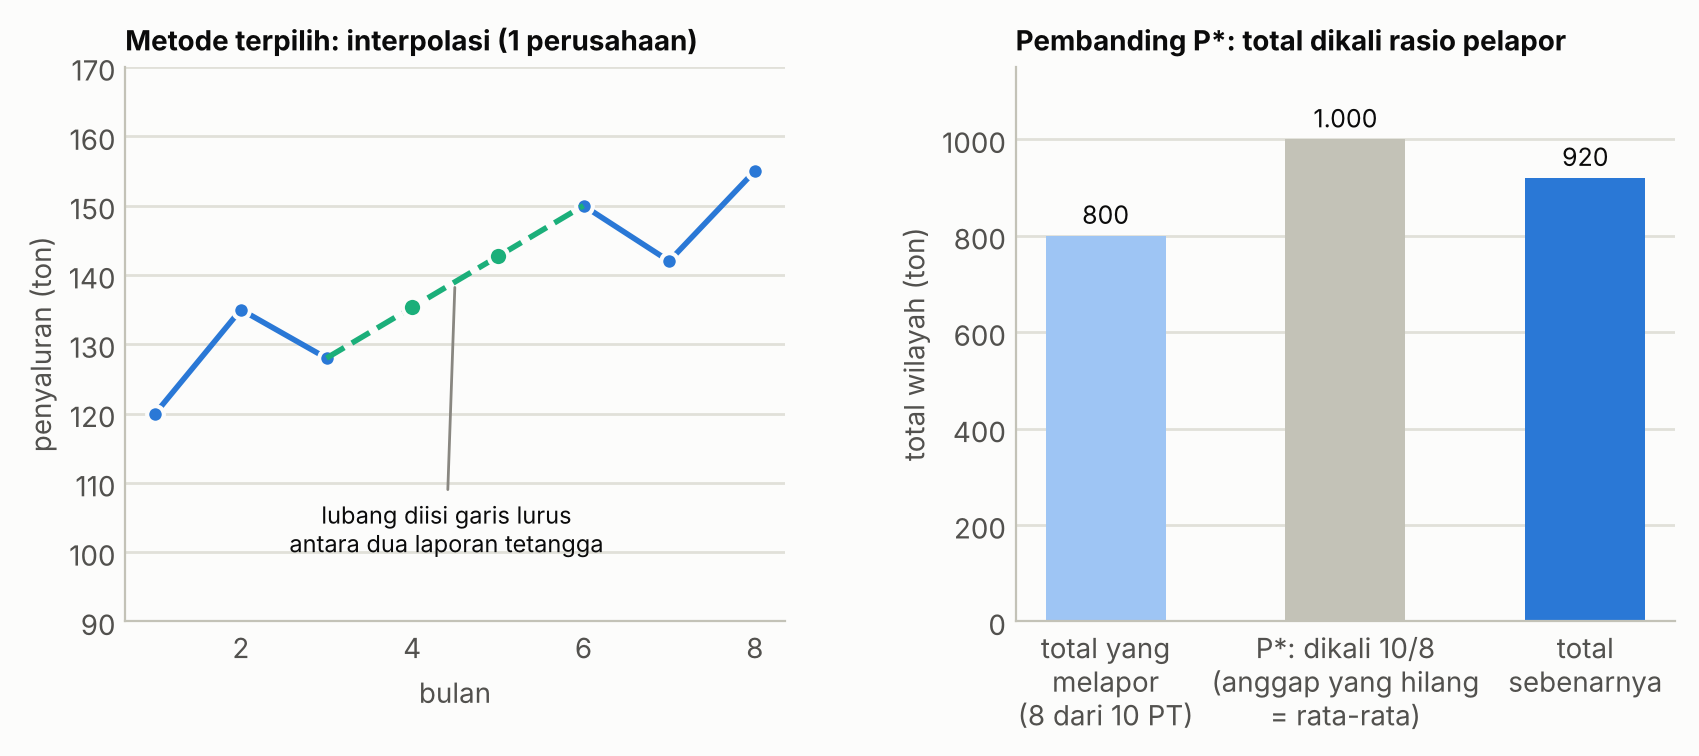 Metode terpilih: interpolasi (1 perusahaan)
170
160
150
140
130
120
110
100
90
penyaluran (ton)
lubang diisi garis lurus
antara dua laporan tetangga
2
4
6
8
bulan
Pembanding P*: total dikali rasio pelapor
1000
800
600
400
200
0
total wilayah (ton)
800
1.000
920
total yang
melapor
(8 dari 10 PT)
P*: dikali 10/8
(anggap yang hilang
= rata-rata)
total
sebenarnya